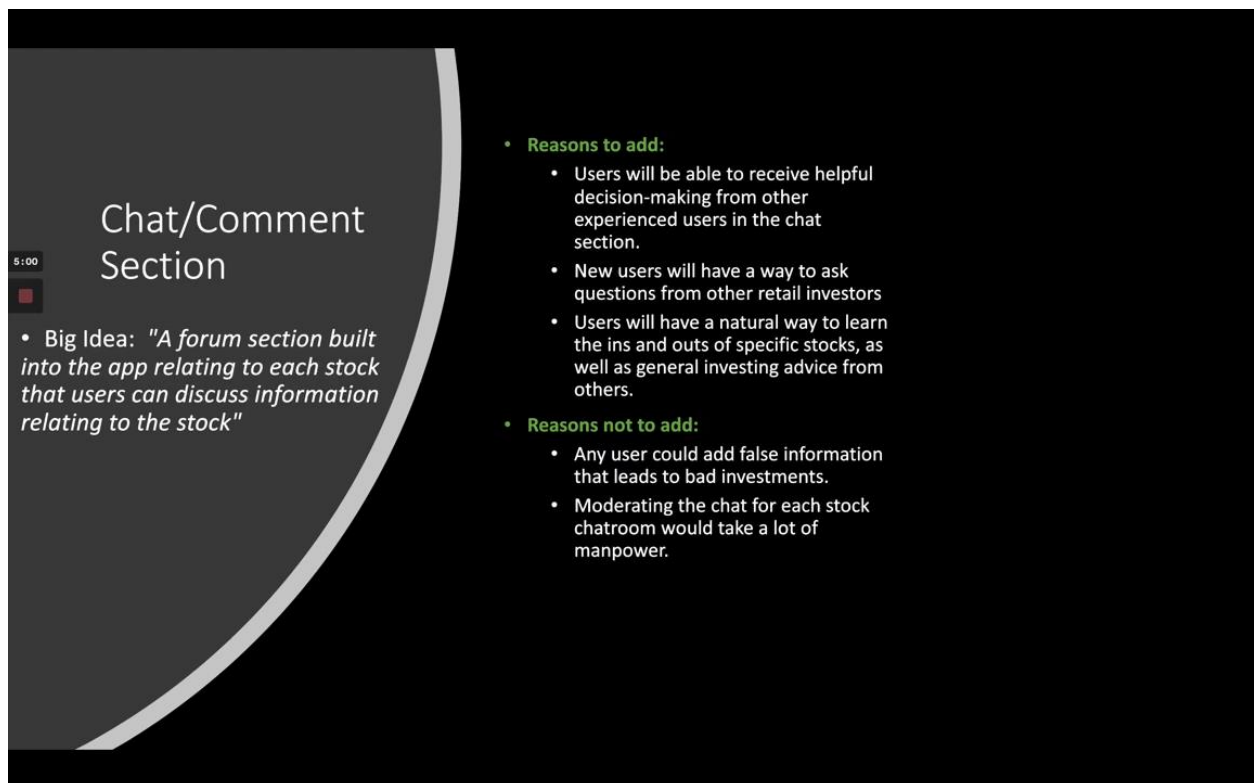 Chat/Comment
Section
5:00
• Big Idea:  "A forum section built
into the app relating to each stock
that users can discuss information
relating to the stock"
• Reasons to add:
• Users will be able to receive helpful
decision-making from other
experienced users in the chat
section.
• New users will have a way to ask
questions from other retail investors
• Users will have a natural way to learn
the ins and outs of specific stocks, as
well as general investing advice from
others.
• Reasons not to add:
• Any user could add false information
that leads to bad investments.
• Moderating the chat for each stock
chatroom would take a lot of
manpower.